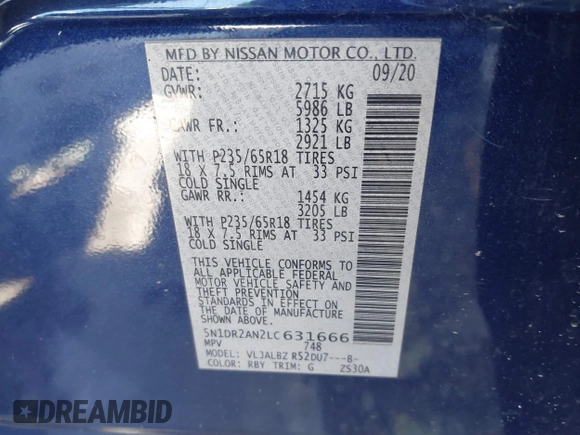 MFD BY NISSAN MOTOR CO., LTD.
DATE: 09/20
GVWR: 2715 KG
5986 LB
GAWR FR.: 1325 KG
2921 LB
WITH P235/65R18 TIRES
18 X 7.5 RIMS AT 33 PSI
COLD SINGLE
GAWR RR.: 1454 KG
3205 LB
WITH P235/65R18 TIRES
18 X 7.5 RIMS AT 33 PSI
COLD SINGLE
THIS VEHICLE CONFORMS TO
ALL APPLICABLE FEDERAL
MOTOR VEHICLE SAFETY AND
THEFT PREVENTION
STANDARDS IN EFFECT ON
THE DATE OF MANUFACTURE
SHOWN ABOVE
5N1DR2AN2LC631666
MPV 748
MODEL: VLJALBZ R52DU7---B-
COLOR: RBY TRIM: G ZS30A
DREAMBID